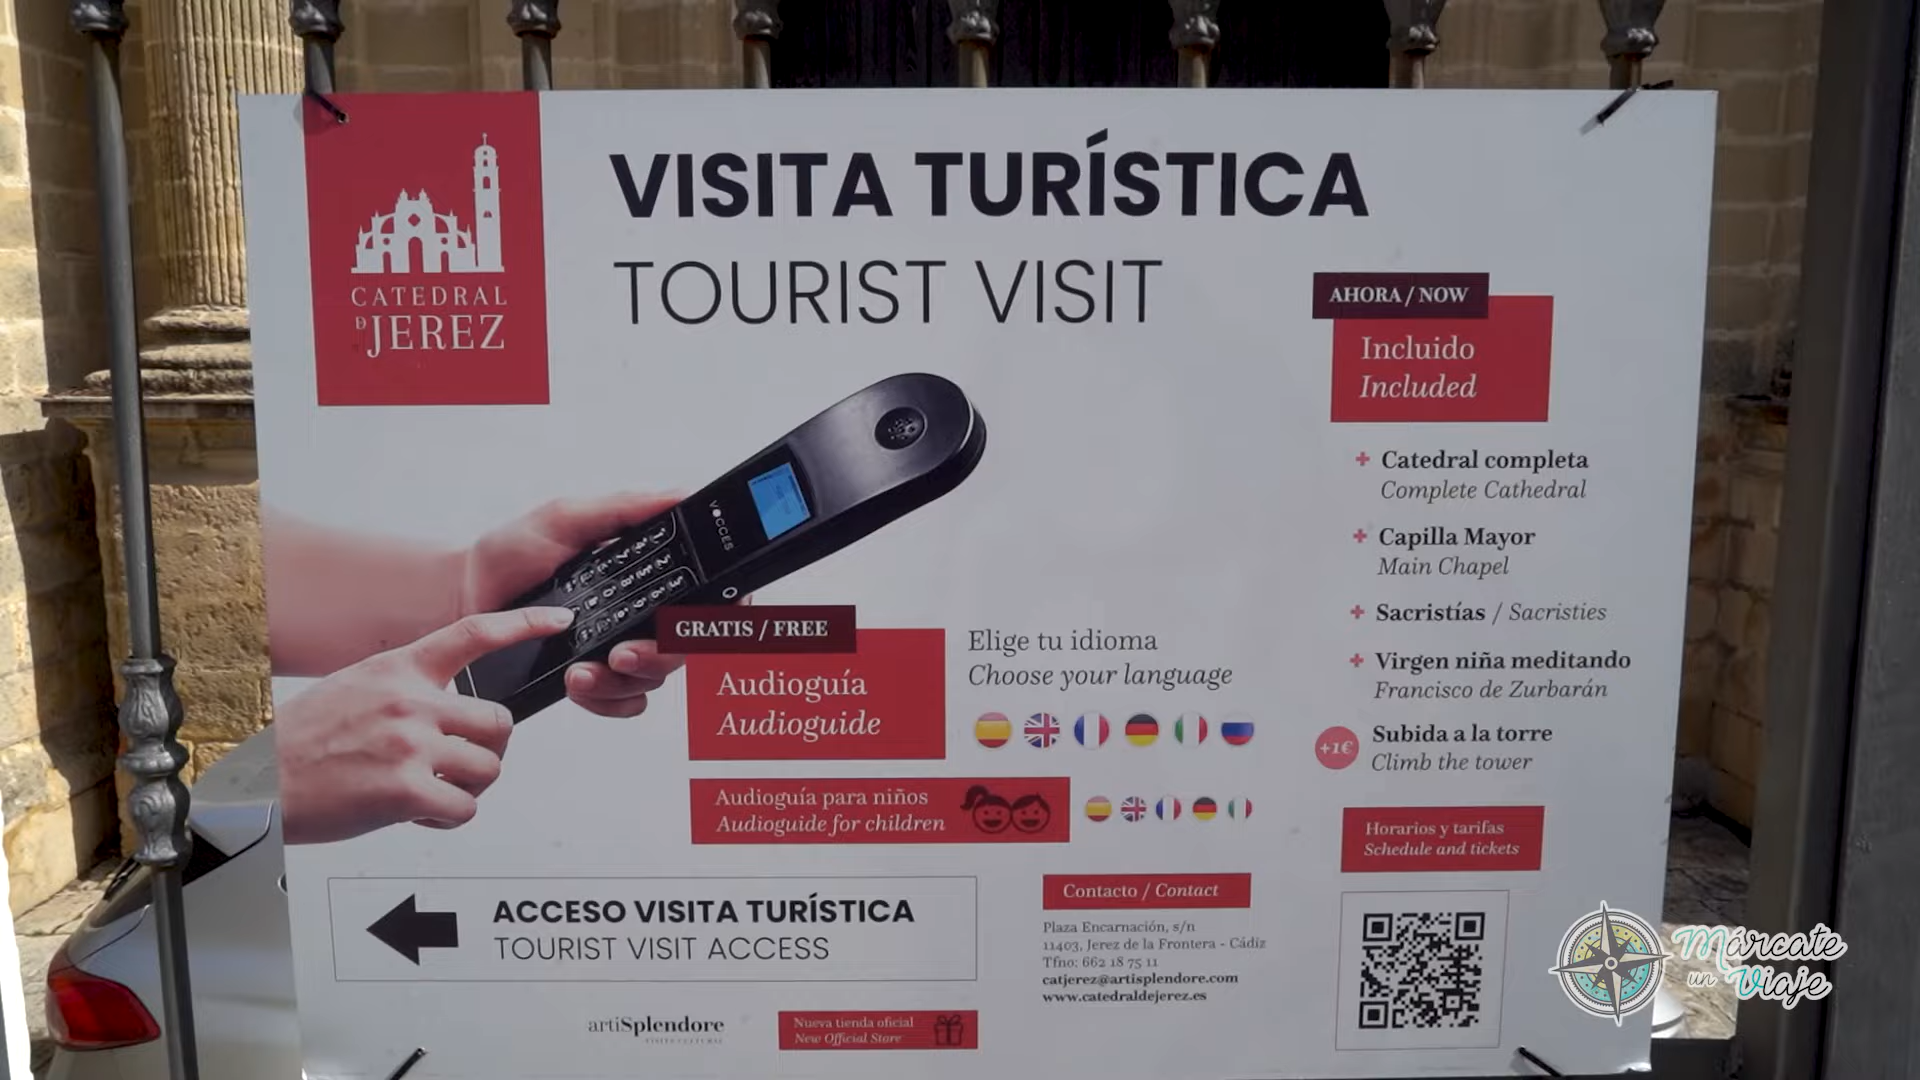 CATEDRAL
D
JEREZ
VISITA TURÍSTICA
TOURIST VISIT
AHORA / NOW
Incluido
Included
+ Catedral completa
Complete Cathedral
+ Capilla Mayor
Main Chapel
+ Sacristías / Sacristies
+ Virgen niña meditando
Francisco de Zurbarán
+1€
Subida a la torre
Climb the tower
VOCCES
GRATIS / FREE
Audioguía
Audioguide
Elige tu idioma
Choose your language
Audioguía para niños
Audioguide for children
Horarios y tarifas
Schedule and tickets
ACCESO VISITA TURÍSTICA
TOURIST VISIT ACCESS
Contacto / Contact
Plaza Encarnación, s/n
11403, Jerez de la Frontera - Cádiz
Tfno: 662 18 75 11
catjerez@artisplendore.com
www.catedraldejerez.es
artiSplendore
Nueva tienda oficial
New Official Store
Márcate
un Viaje